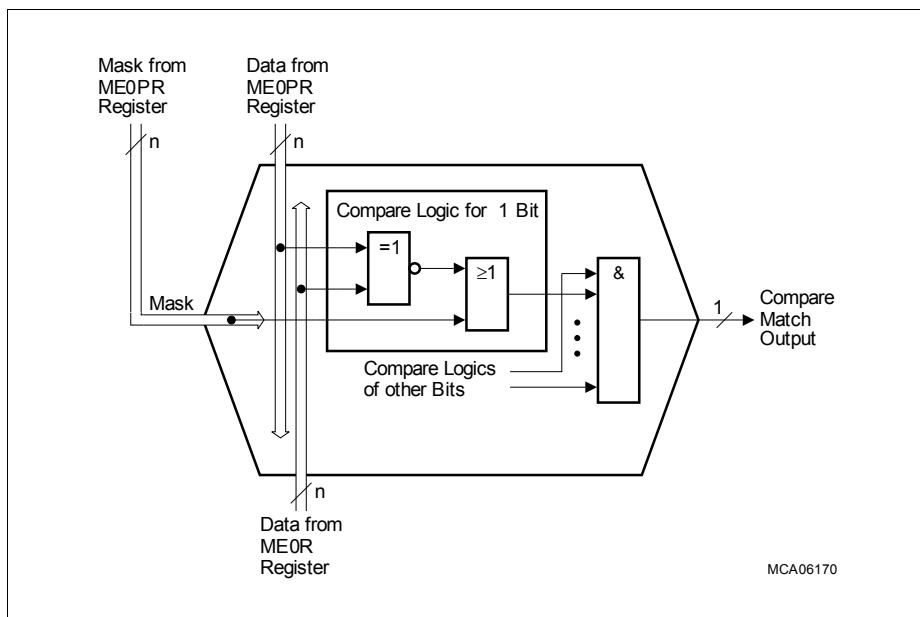 Mask from
ME0PR
Register
Data from
ME0PR
Register
n
n
Compare Logic for 1 Bit
=1
≥1
&
Mask
1
Compare
Match
Output
Compare Logics
of other Bits
n
Data from
ME0R
Register
MCA06170